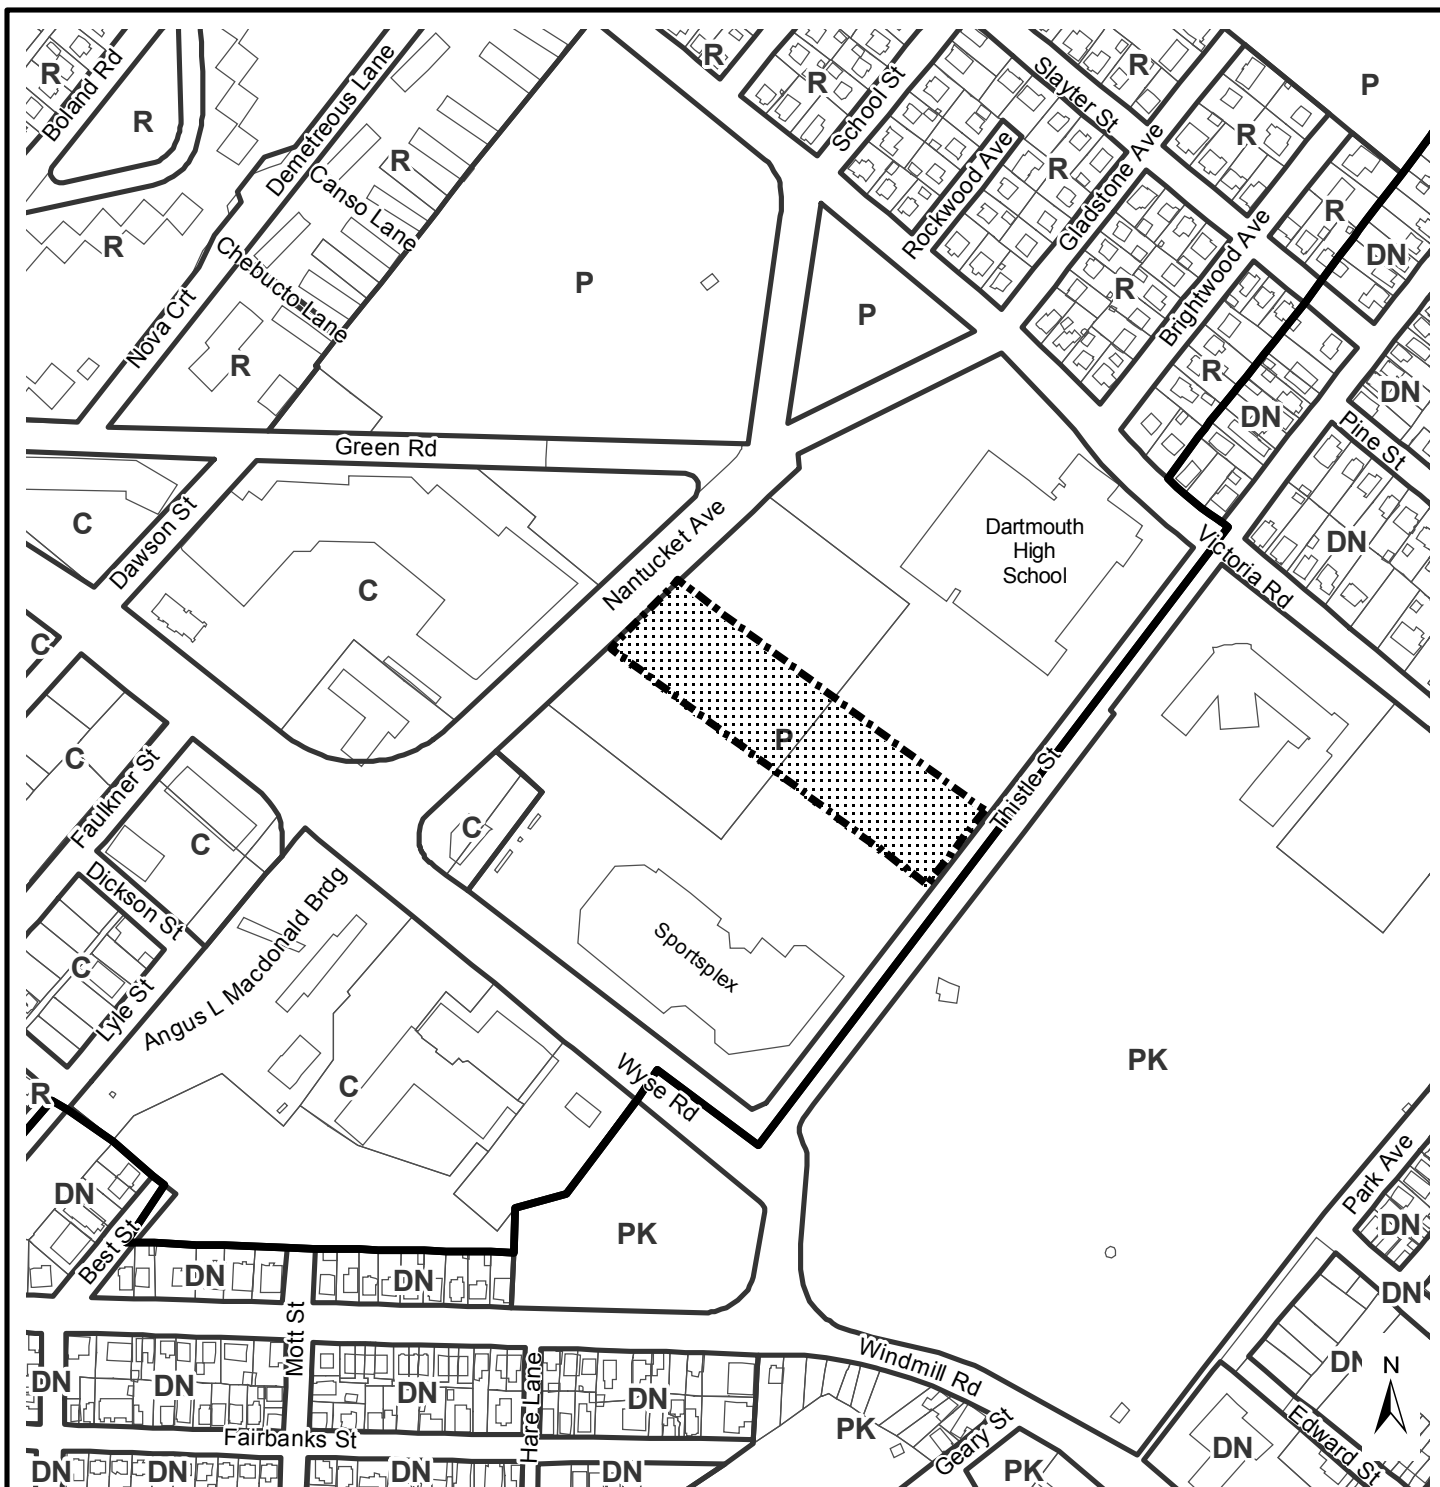 R
Boland Rd
R
Demetreous Lane
R
Canso Lane
R
Chebucto Lane
Nova Crt
R
R
R
School St
Slayter St
R
P
R
Rockwood Ave
R
Gladstone Ave
R
DN
Brightwood Ave
R
P
P
R
DN
DN
Pine St
Green Rd
C
Dawson St
C
Nantucket Ave
Dartmouth
High
School
Victoria Rd
DN
C
C
Faulkner St
C
Dickson St
C
Lyle St
C
P
Thistle St
Sportsplex
Angus L Macdonald Brdg
C
Wyse Rd
PK
R
DN
Best St
DN
DN
PK
Park Ave
DN
DN
Mott St
DN
DN
DN
Hare Lane
DN
Windmill Rd
DN
N
Fairbanks St
PK
Geary St
DN
Edward St
DN
DN
DN
DN
PK